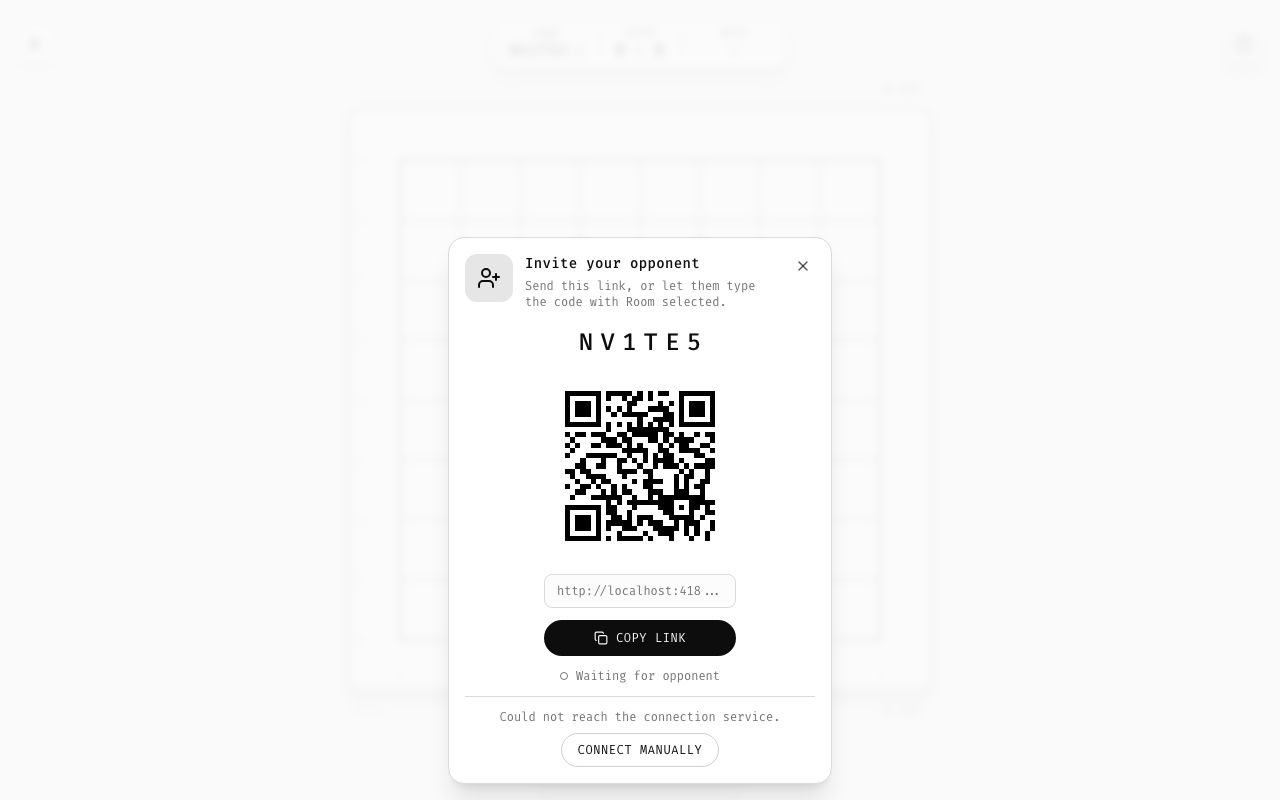 Invite your opponent
Send this link, or let them type
the code with Room selected.
NV1TE5
http://localhost:418...
COPY LINK
Waiting for opponent
Could not reach the connection service.
CONNECT MANUALLY